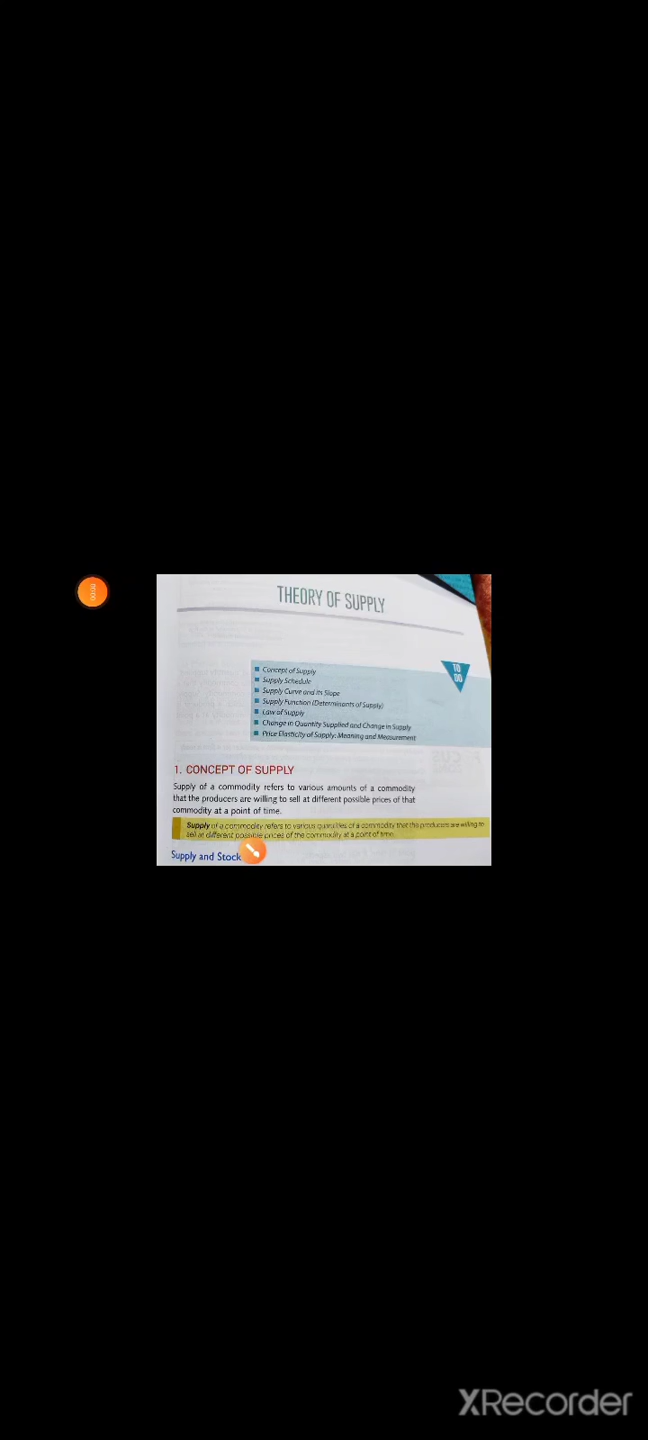 THEORY OF SUPPLY
TO
DO
Concept of Supply
Supply Schedule
Supply Curve and its Slope
Supply Function (Determinants of Supply)
Law of Supply
Change in Quantity Supplied and Change in Supply
Price Elasticity of Supply: Meaning and Measurement
1. CONCEPT OF SUPPLY
Supply of a commodity refers to various amounts of a commodity
that the producers are willing to sell at different possible prices of that
commodity at a point of time.
Supply of a commodity refers to various quantities of a commodity that the producers are willing to
sell at different possible prices of the commodity at a point of time.
Supply and Stock
00:00
XRecorder